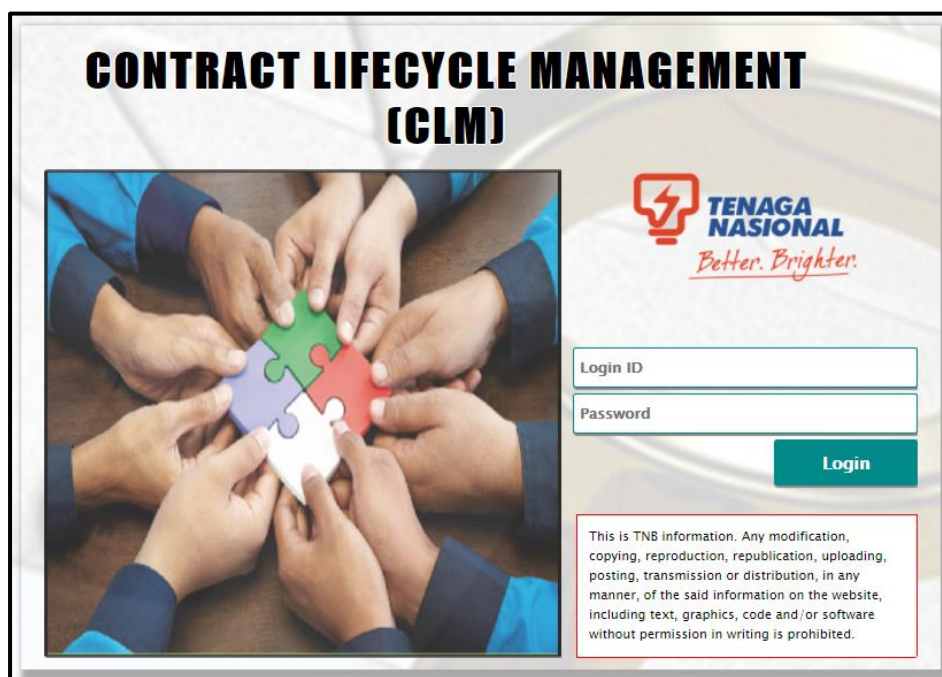 CONTRACT LIFECYCLE MANAGEMENT
(CLM)
TENAGA
NASIONAL
Better. Brighter.
Login ID
Password
Login
This is TNB information. Any modification,
copying, reproduction, republication, uploading,
posting, transmission or distribution, in any
manner, of the said information on the website,
including text, graphics, code and/or software
without permission in writing is prohibited.